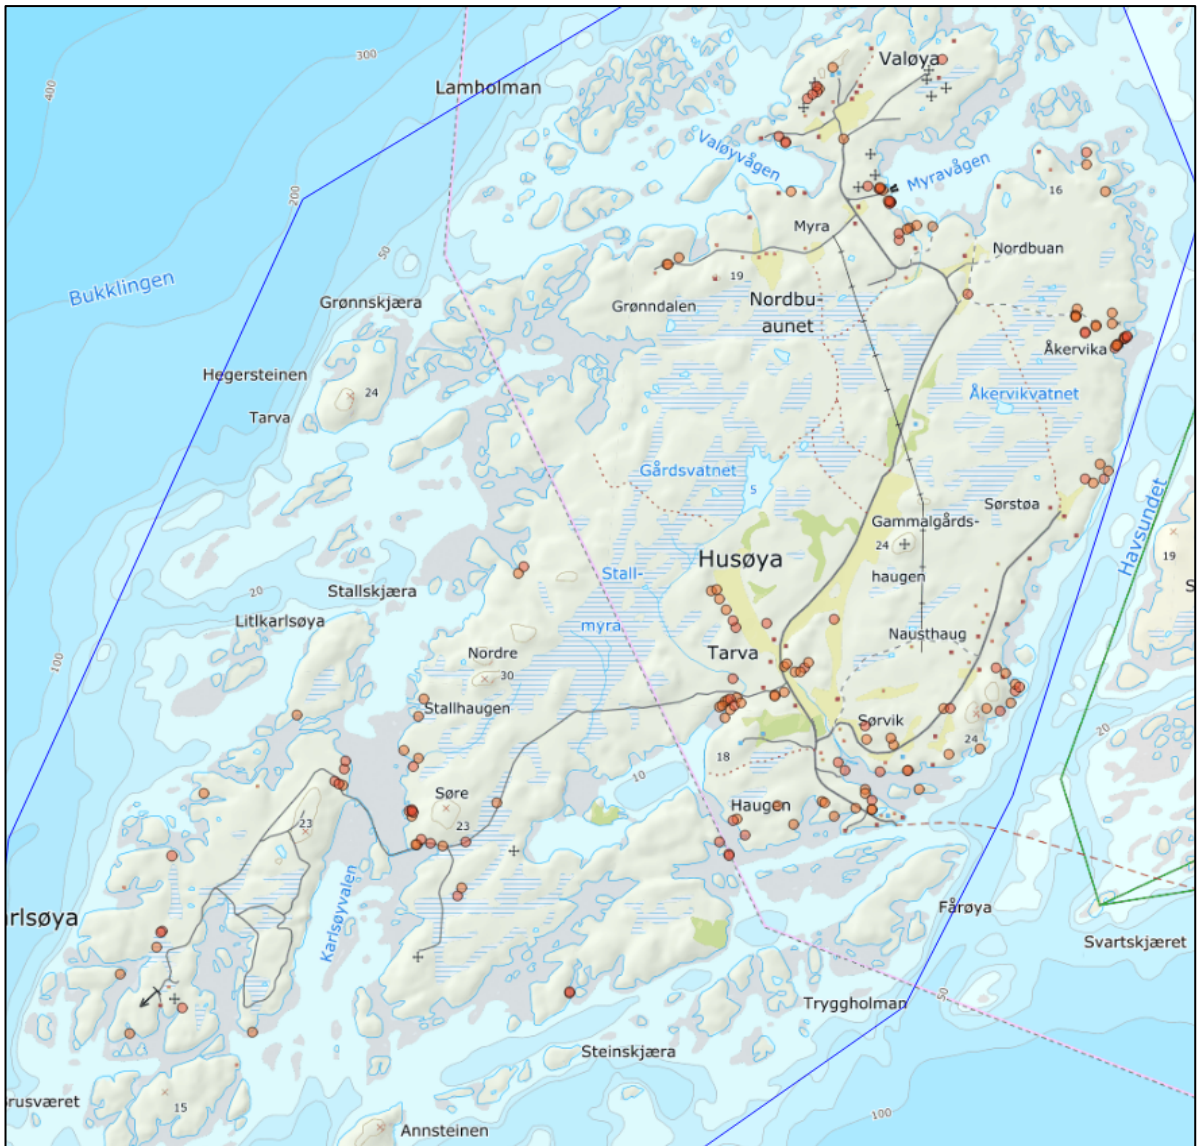 300
Valøya
400
Lamholman
Valøyvågen
Myravågen
16
200
Myra
Nordbuan
50
19
Bukklingen
Grønnskjæra
Grønndalen
Nordbu-
aunet
Åkervika
Hegersteinen
24
Åkervikvatnet
Tarva
Gårdsvatnet
5
Sørstøa
Havsundet
Gammalgårds-
24
19
Husøya
haugen
Stall-
S
20
Stallskjæra
Litlkarlsøya
myra
Nausthaug
100
Nordre
Tarva
30
Stallhaugen
Sørvik
20
24
18
10
Søre
Haugen
23
23
Karlsøyvalen
arlsøya
Fårøya
Svartskjæret
50
Tryggholman
Steinskjæra
rusværet
15
100
Annsteinen